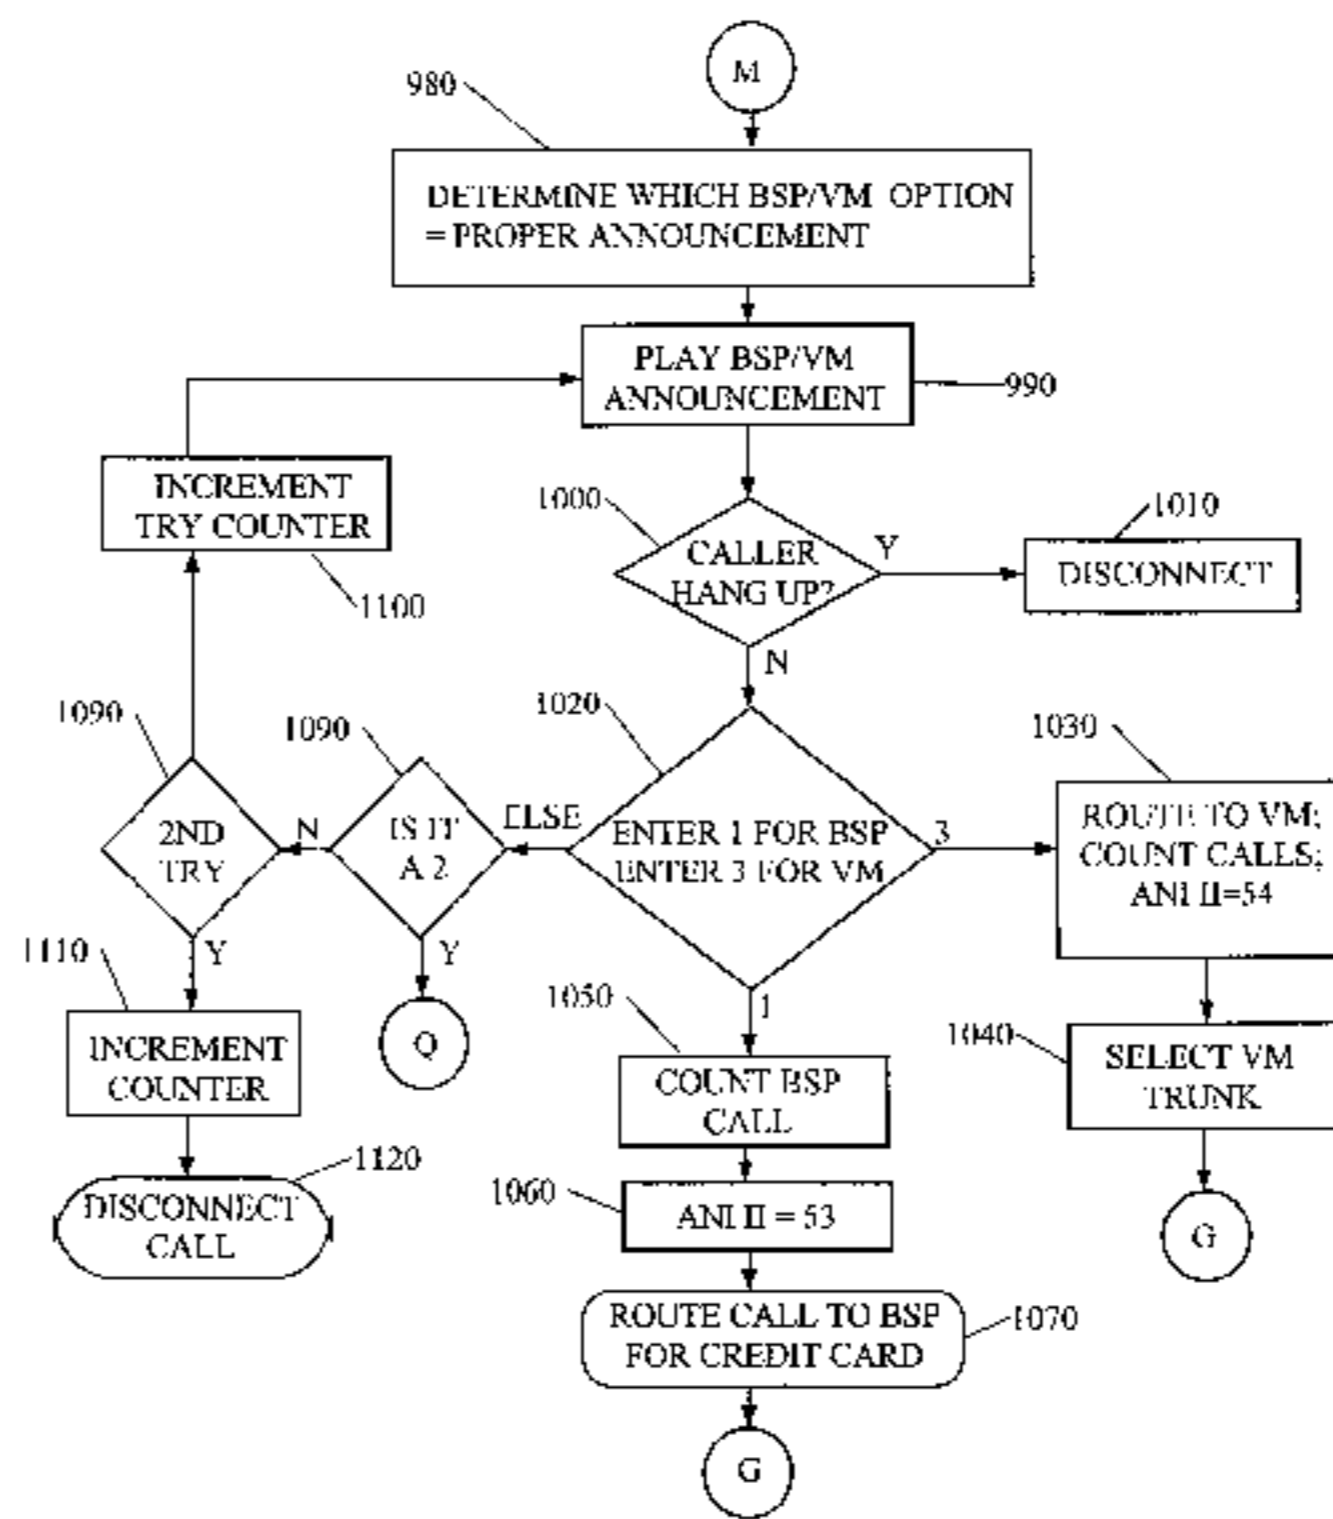 M
980
DETERMINE WHICH BSP/VM OPTION
= PROPER ANNOUNCEMENT
PLAY BSP/VM
ANNOUNCEMENT
990
INCREMENT
TRY COUNTER
1100
1000
CALLER
HANG UP?
Y
1010
DISCONNECT
N
1090
2ND
TRY
N
1090
IS IT
A 2
ELSE
1020
ENTER 1 FOR BSP
ENTER 3 FOR VM
3
1030
ROUTE TO VM;
COUNT CALLS;
ANI II=54
Y
Y
1
1110
INCREMENT
COUNTER
Q
1050
COUNT BSP
CALL
1040
SELECT VM
TRUNK
1120
DISCONNECT
CALL
1060
ANI II = 53
G
ROUTE CALL TO BSP
FOR CREDIT CARD
1070
G